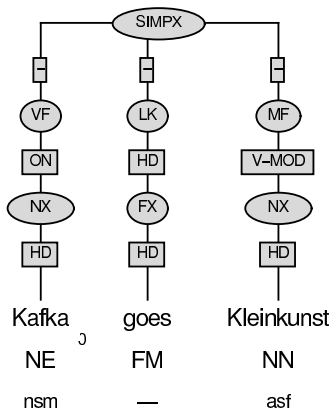 SIMPX
– – –
VF LK MF
ON HD V–MOD
NX FX NX
HD HD HD
Kafka goes Kleinkunst
0
NE FM NN
nsm — asf